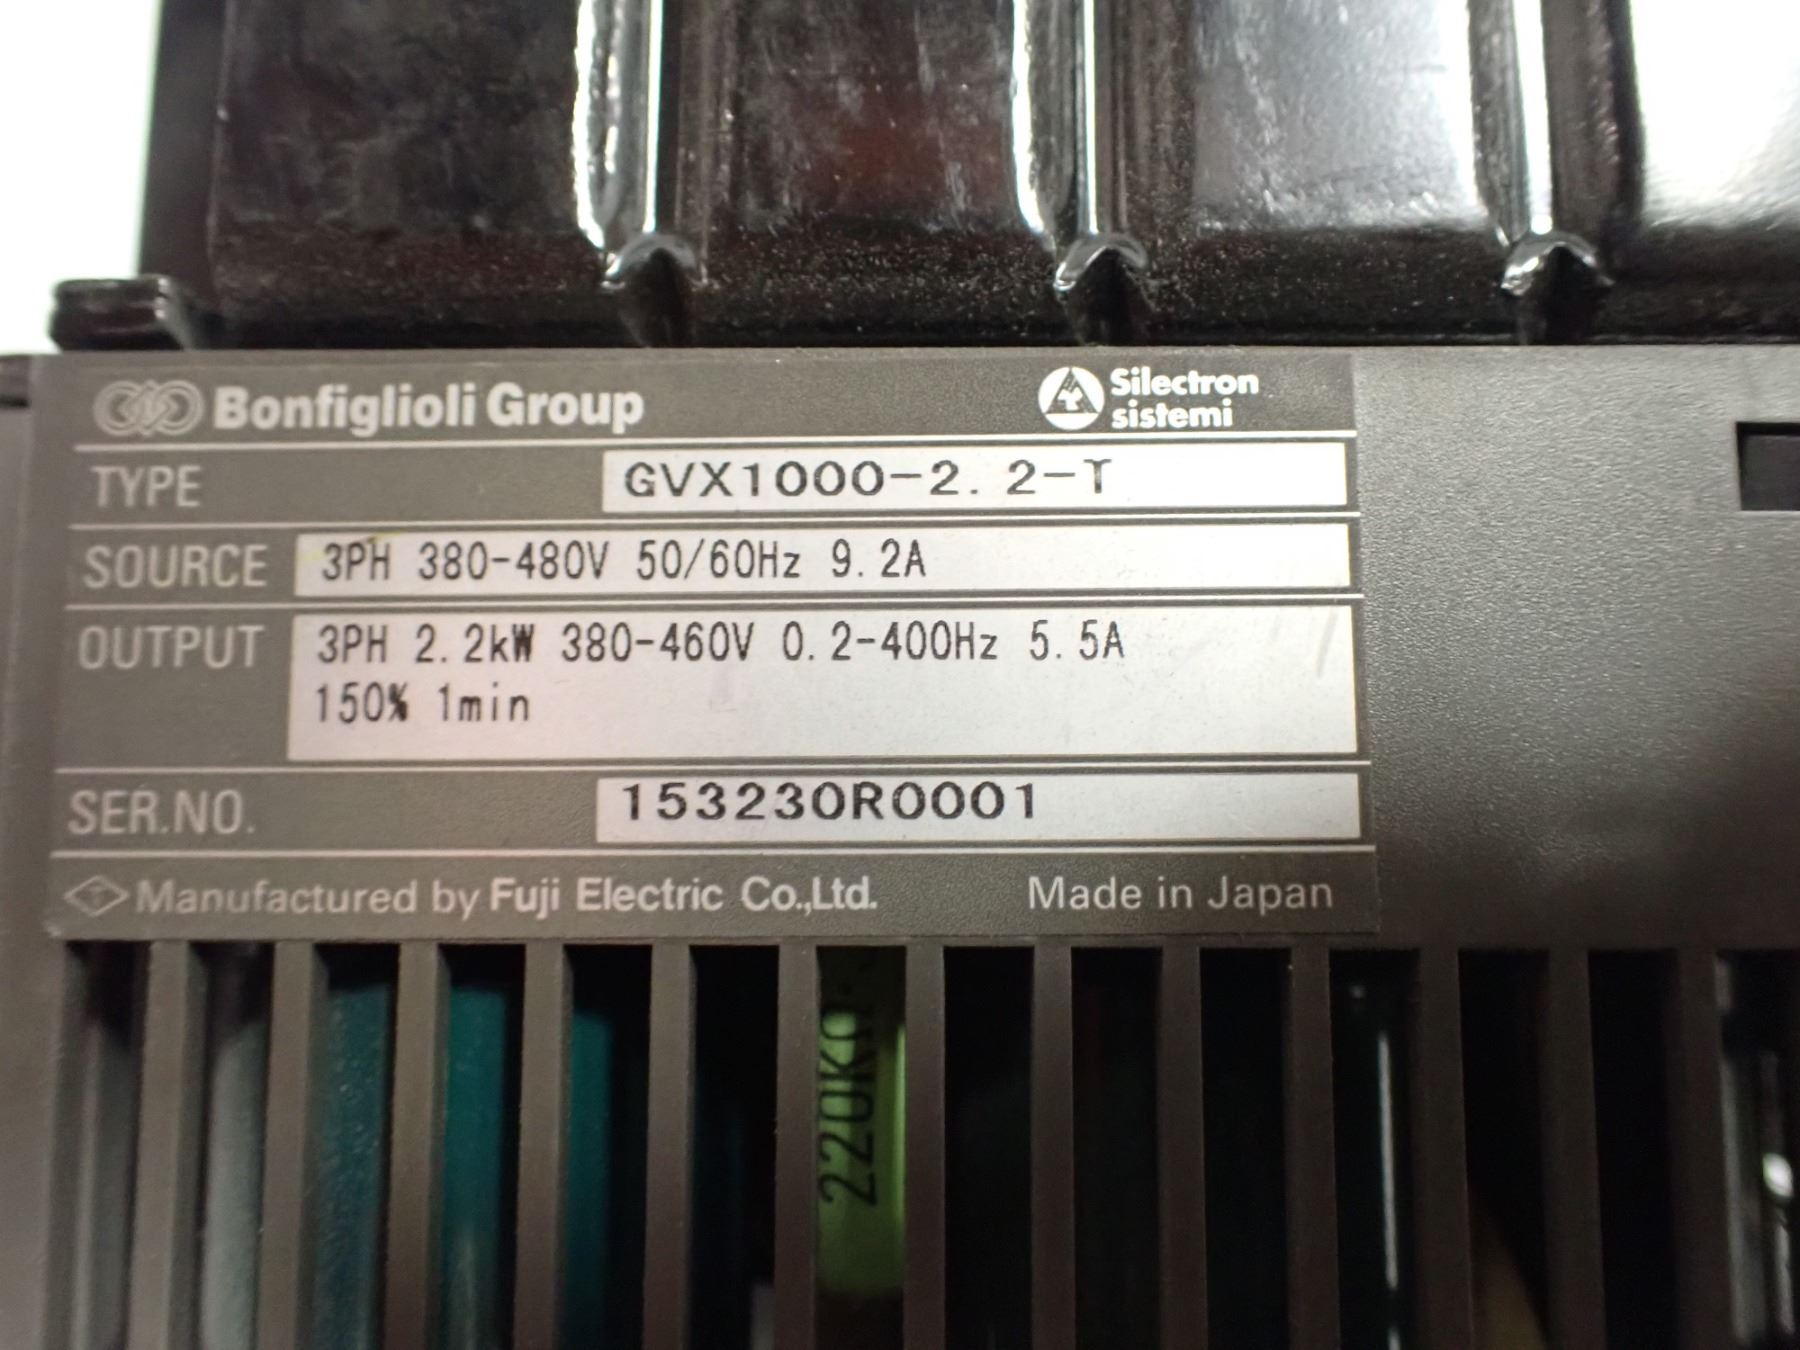 Bonfiglioli Group
Silectron
sistemi
TYPE GVX1000-2.2-T
SOURCE 3PH 380-480V 50/60Hz 9.2A
OUTPUT 3PH 2.2kW 380-460V 0.2-400Hz 5.5A
150% 1min
SER.NO. 153230R0001
Manufactured by Fuji Electric Co.,Ltd. Made in Japan
220KΩ